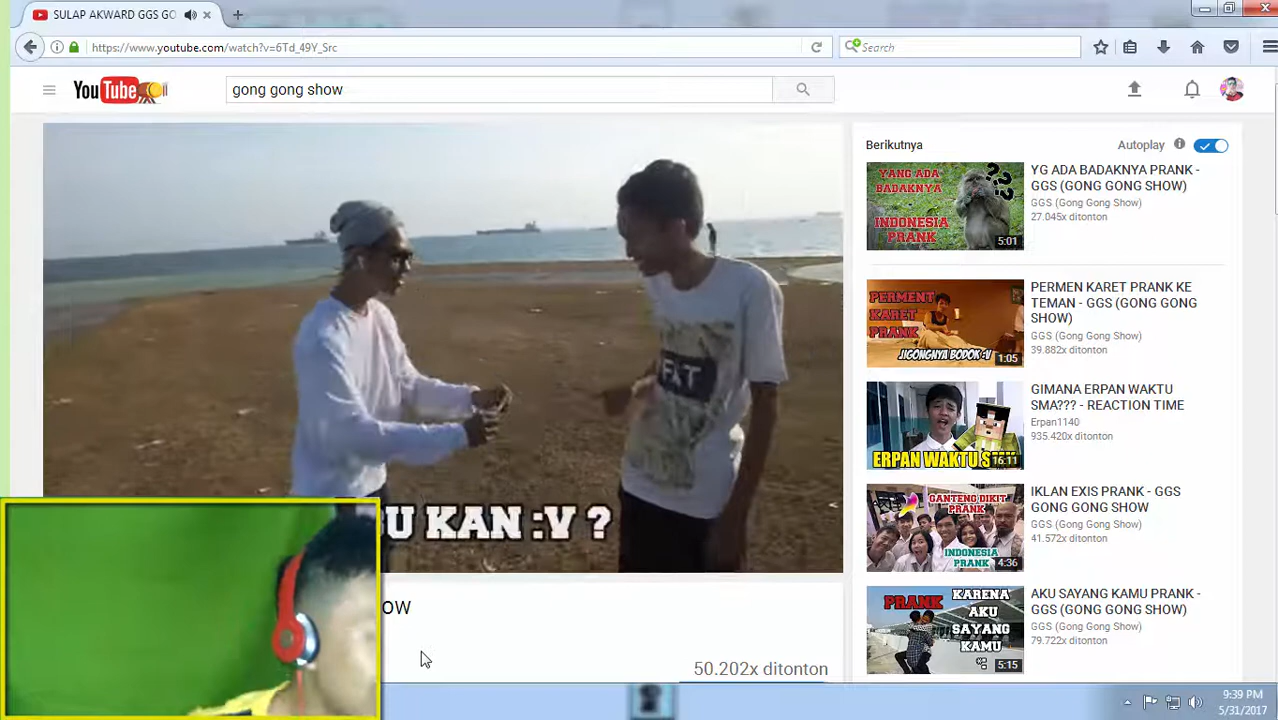 SULAP AKWARD GGS GO
https://www.youtube.com/watch?v=6Td_49Y_Src
Search
YouTube
gong gong show
FXT
U KAN :V ?
OW
50.202x ditonton
Berikutnya
Autoplay
YANG ADA
BADAKNYA
???
INDONESIA
PRANK
5:01
YG ADA BADAKNYA PRANK -
GGS (GONG GONG SHOW)
GGS (Gong Gong Show)
27.045x ditonton
PERMENT
KARET
PRANK
JIGONGNYA BODOK :V
1:05
PERMEN KARET PRANK KE
TEMAN - GGS (GONG GONG
SHOW)
GGS (Gong Gong Show)
39.882x ditonton
ERPAN WAKTU S
16:11
GIMANA ERPAN WAKTU
SMA??? - REACTION TIME
Erpan1140
935.420x ditonton
GANTENG DIKIT
PRANK
INDONESIA
PRANK
4:36
IKLAN EXIS PRANK - GGS
GONG GONG SHOW
GGS (Gong Gong Show)
41.572x ditonton
PRANK
KARENA
AKU
SAYANG
KAMU
5:15
AKU SAYANG KAMU PRANK -
GGS (GONG GONG SHOW)
GGS (Gong Gong Show)
79.722x ditonton
9:39 PM
5/31/2017